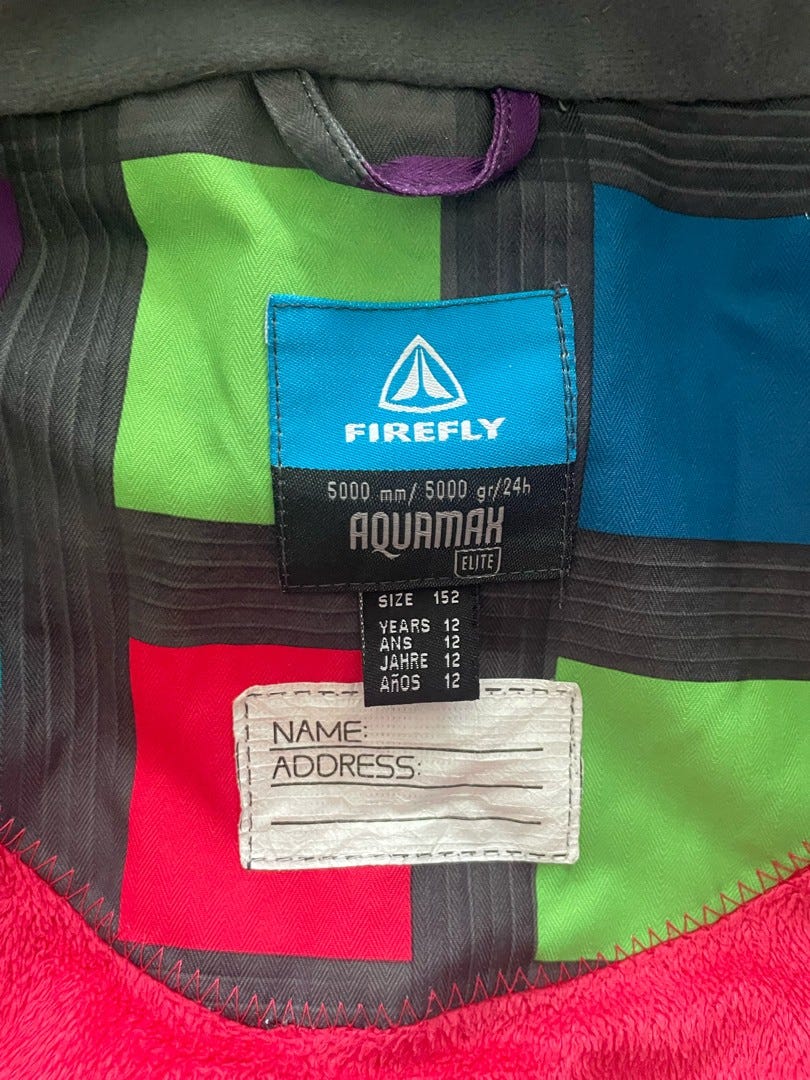 FIREFLY
5000 mm/ 5000 gr/24h
AQUAMAX
ELITE
SIZE 152
YEARS 12
ANS 12
JAHRE 12
AÑOS 12
NAME:
ADDRESS: